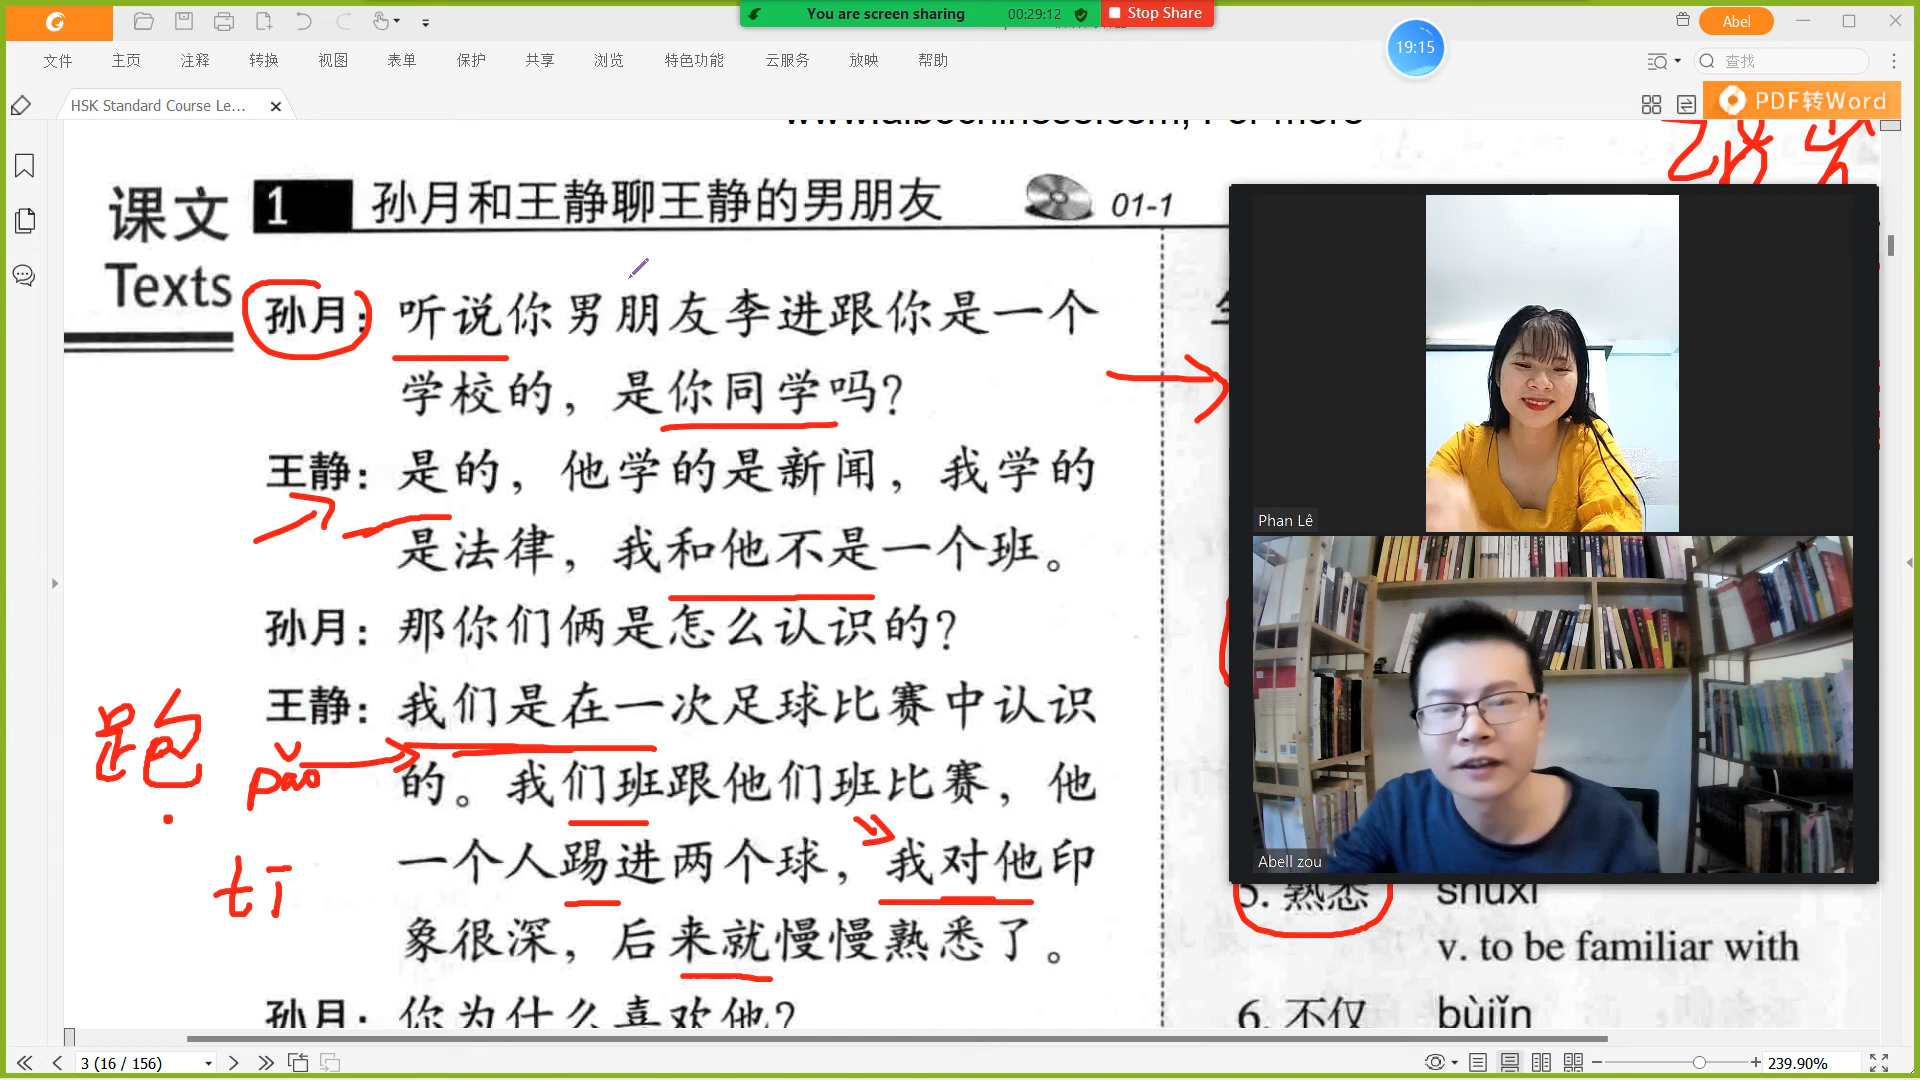 You are screen sharing
00:29:12
Stop Share
Abel
19:15
文件 主页 注释 转换 视图 表单 保护 共享 浏览 特色功能 云服务 放映 帮助
查找
HSK Standard Course Le...
PDF转Word
课文
Texts
1 孙月和王静聊王静的男朋友 01-1
孙月：听说你男朋友李进跟你是一个
学校的，是你同学吗？
王静：是的，他学的是新闻，我学的
是法律，我和他不是一个班。
孙月：那你们俩是怎么认识的？
王静：我们是在一次足球比赛中认识
的。我们班跟他们班比赛，他
一个人踢进两个球，我对他印
象很深，后来就慢慢熟悉了。
孙月：你为什么喜欢他？
跑
pǎo
tī
Phan Lê
Abell zou
5. 熟悉 shúxi
v. to be familiar with
6. 不仅 bùjǐn
3 (16 / 156)
239.90%